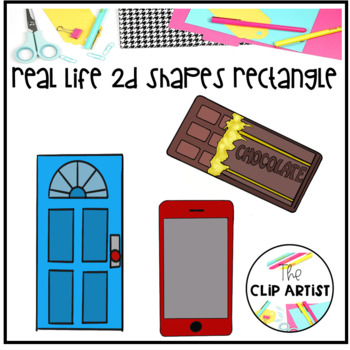 Real Life 2d Shapes Rectangle
CHOCOLATE
The
CLIP ARTIST